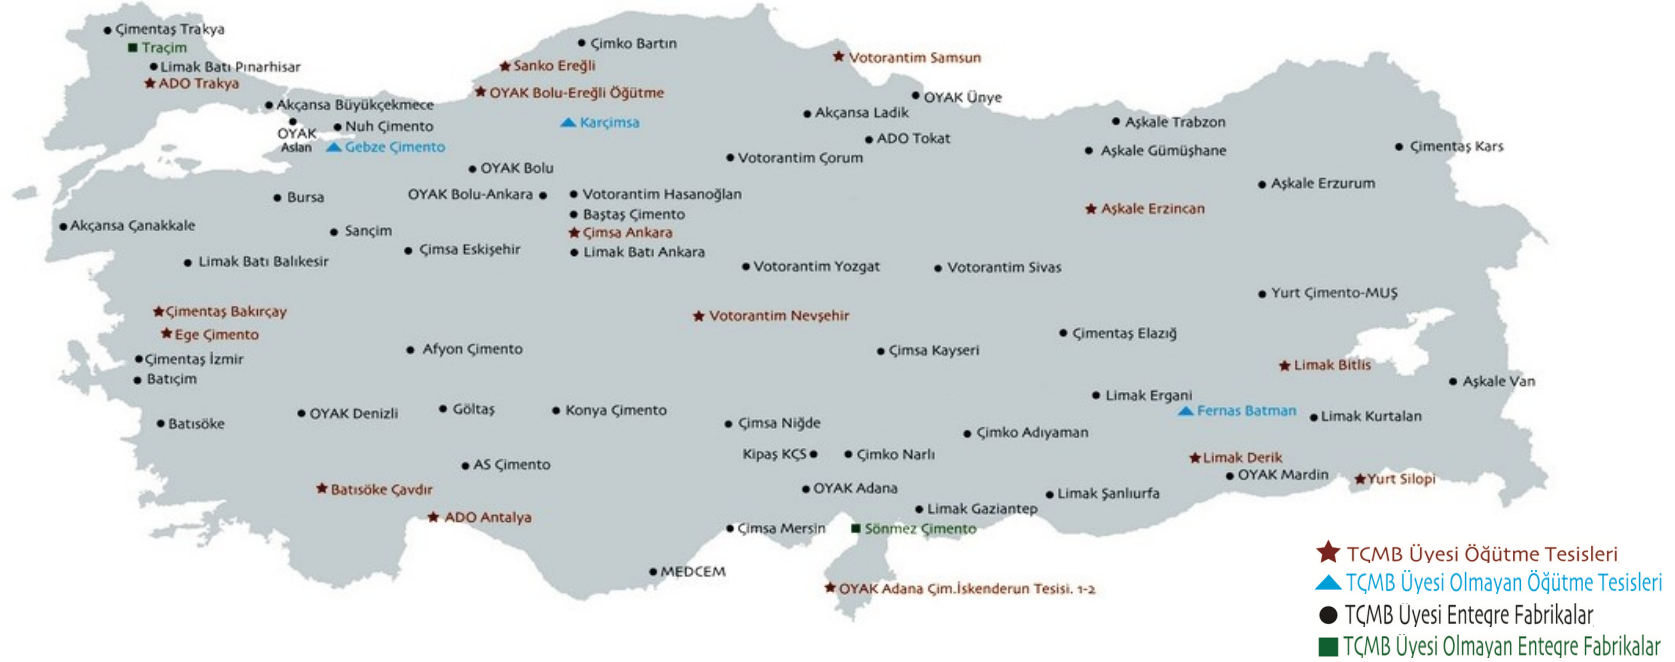 Çimentaş Trakya
Traçim
Limak Batı Pınarhisar
ADO Trakya
Akçansa Büyükçekmece
OYAK
Aslan
Nuh Çimento
Gebze Çimento
Çimko Bartın
Sanko Ereğli
OYAK Bolu-Ereğli Öğütme
Karçimsa
Votorantim Samsun
OYAK Ünye
Akçansa Ladik
ADO Tokat
Votorantim Çorum
Aşkale Trabzon
Aşkale Gümüşhane
Çimentaş Kars
Aşkale Erzurum
Aşkale Erzincan
OYAK Bolu
OYAK Bolu-Ankara
Votorantim Hasanoğlan
Baştaş Çimento
Çimsa Ankara
Limak Batı Ankara
Bursa
Akçansa Çanakkale
Sançim
Çimsa Eskişehir
Limak Batı Balıkesir
Votorantim Yozgat
Votorantim Sivas
Yurt Çimento-MUŞ
Çimentaş Bakırçay
Ege Çimento
Votorantim Nevşehir
Çimentaş Elazığ
Çimentaş İzmir
Afyon Çimento
Çimsa Kayseri
Limak Bitlis
Batıçim
Aşkale Van
Limak Ergani
Fernas Batman
Limak Kurtalan
Batısöke
OYAK Denizli
Göltaş
Konya Çimento
Çimsa Niğde
Çimko Adıyaman
Kipaş KÇS
Çimko Narlı
Limak Derik
AS Çimento
OYAK Mardin
Yurt Silopi
Batısöke Çavdır
OYAK Adana
Limak Şanlıurfa
ADO Antalya
Limak Gaziantep
Çimsa Mersin
Sönmez Çimento
MEDCEM
OYAK Adana Çim.İskenderun Tesisi. 1-2
TÇMB Üyesi Öğütme Tesisleri
TÇMB Üyesi Olmayan Öğütme Tesisleri
TÇMB Üyesi Entegre Fabrikalar
TÇMB Üyesi Olmayan Entegre Fabrikalar